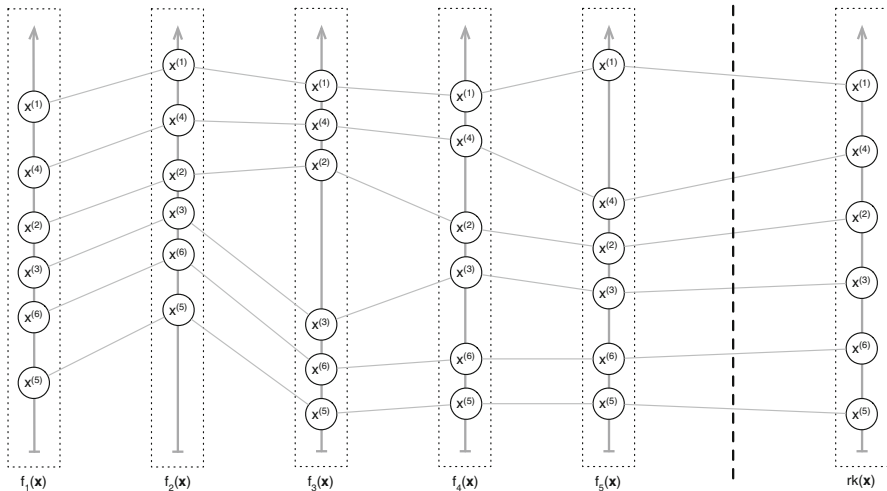 x(1) x(4) x(2) x(3) x(6) x(5)
x(1) x(4) x(2) x(3) x(6) x(5)
x(1) x(4) x(2) x(3) x(6) x(5)
x(1) x(4) x(2) x(3) x(6) x(5)
x(1) x(4) x(2) x(3) x(6) x(5)
x(1) x(4) x(2) x(3) x(6) x(5)
f1(x) f2(x) f3(x) f4(x) f5(x) rk(x)